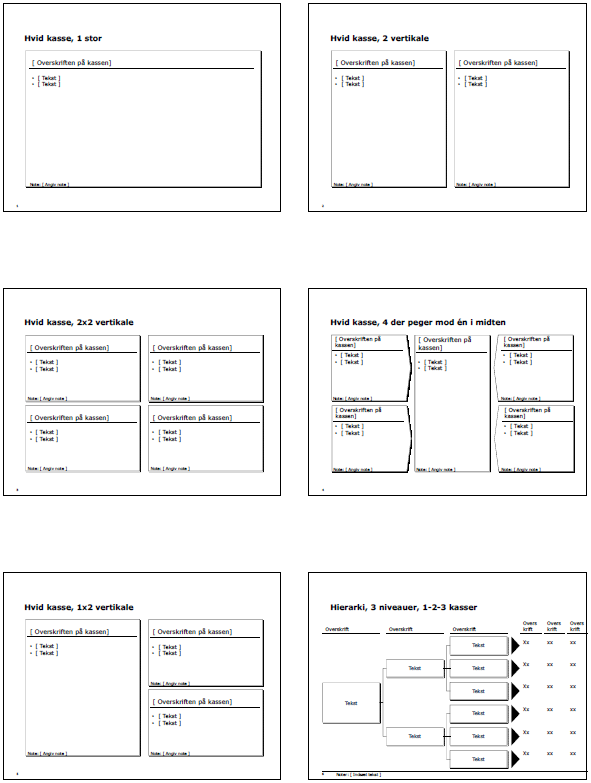 Hvid kasse, 1 stor
[ Overskriften på kassen]
• [ Tekst ]
• [ Tekst ]
Note: [ Angiv note ]
Hvid kasse, 2 vertikale
[ Overskriften på kassen]
• [ Tekst ]
• [ Tekst ]
Note: [ Angiv note ]
[ Overskriften på kassen]
• [ Tekst ]
• [ Tekst ]
Note: [ Angiv note ]
Hvid kasse, 2x2 vertikale
[ Overskriften på kassen]
• [ Tekst ]
• [ Tekst ]
Note: [ Angiv note ]
[ Overskriften på kassen]
• [ Tekst ]
• [ Tekst ]
Note: [ Angiv note ]
[ Overskriften på kassen]
• [ Tekst ]
• [ Tekst ]
Note: [ Angiv note ]
[ Overskriften på kassen]
• [ Tekst ]
• [ Tekst ]
Note: [ Angiv note ]
Hvid kasse, 4 der peger mod én i midten
[ Overskriften på
kassen]
• [ Tekst ]
• [ Tekst ]
Note: [ Angiv note ]
[ Overskriften på
kassen]
• [ Tekst ]
• [ Tekst ]
Note: [ Angiv note ]
[ Overskriften på
kassen]
• [ Tekst ]
• [ Tekst ]
Note: [ Angiv note ]
[ Overskriften på
kassen]
• [ Tekst ]
• [ Tekst ]
Note: [ Angiv note ]
[ Overskriften på
kassen]
• [ Tekst ]
• [ Tekst ]
Note: [ Angiv note ]
Hvid kasse, 1x2 vertikale
[ Overskriften på kassen]
• [ Tekst ]
• [ Tekst ]
Note: [ Angiv note ]
[ Overskriften på kassen]
• [ Tekst ]
• [ Tekst ]
Note: [ Angiv note ]
[ Overskriften på kassen]
• [ Tekst ]
• [ Tekst ]
Note: [ Angiv note ]
Hierarki, 3 niveauer, 1-2-3 kasser
Overskrift
Overskrift
Overskrift
Overs
krift
Overs
krift
Overs
krift
Tekst
Xx xx xx
Tekst
Tekst
Xx xx xx
Tekst
Xx xx xx
Tekst
Tekst
Xx xx xx
Tekst
Tekst
Xx xx xx
Tekst
Xx xx xx
Note: [ Indsæt tekst ]